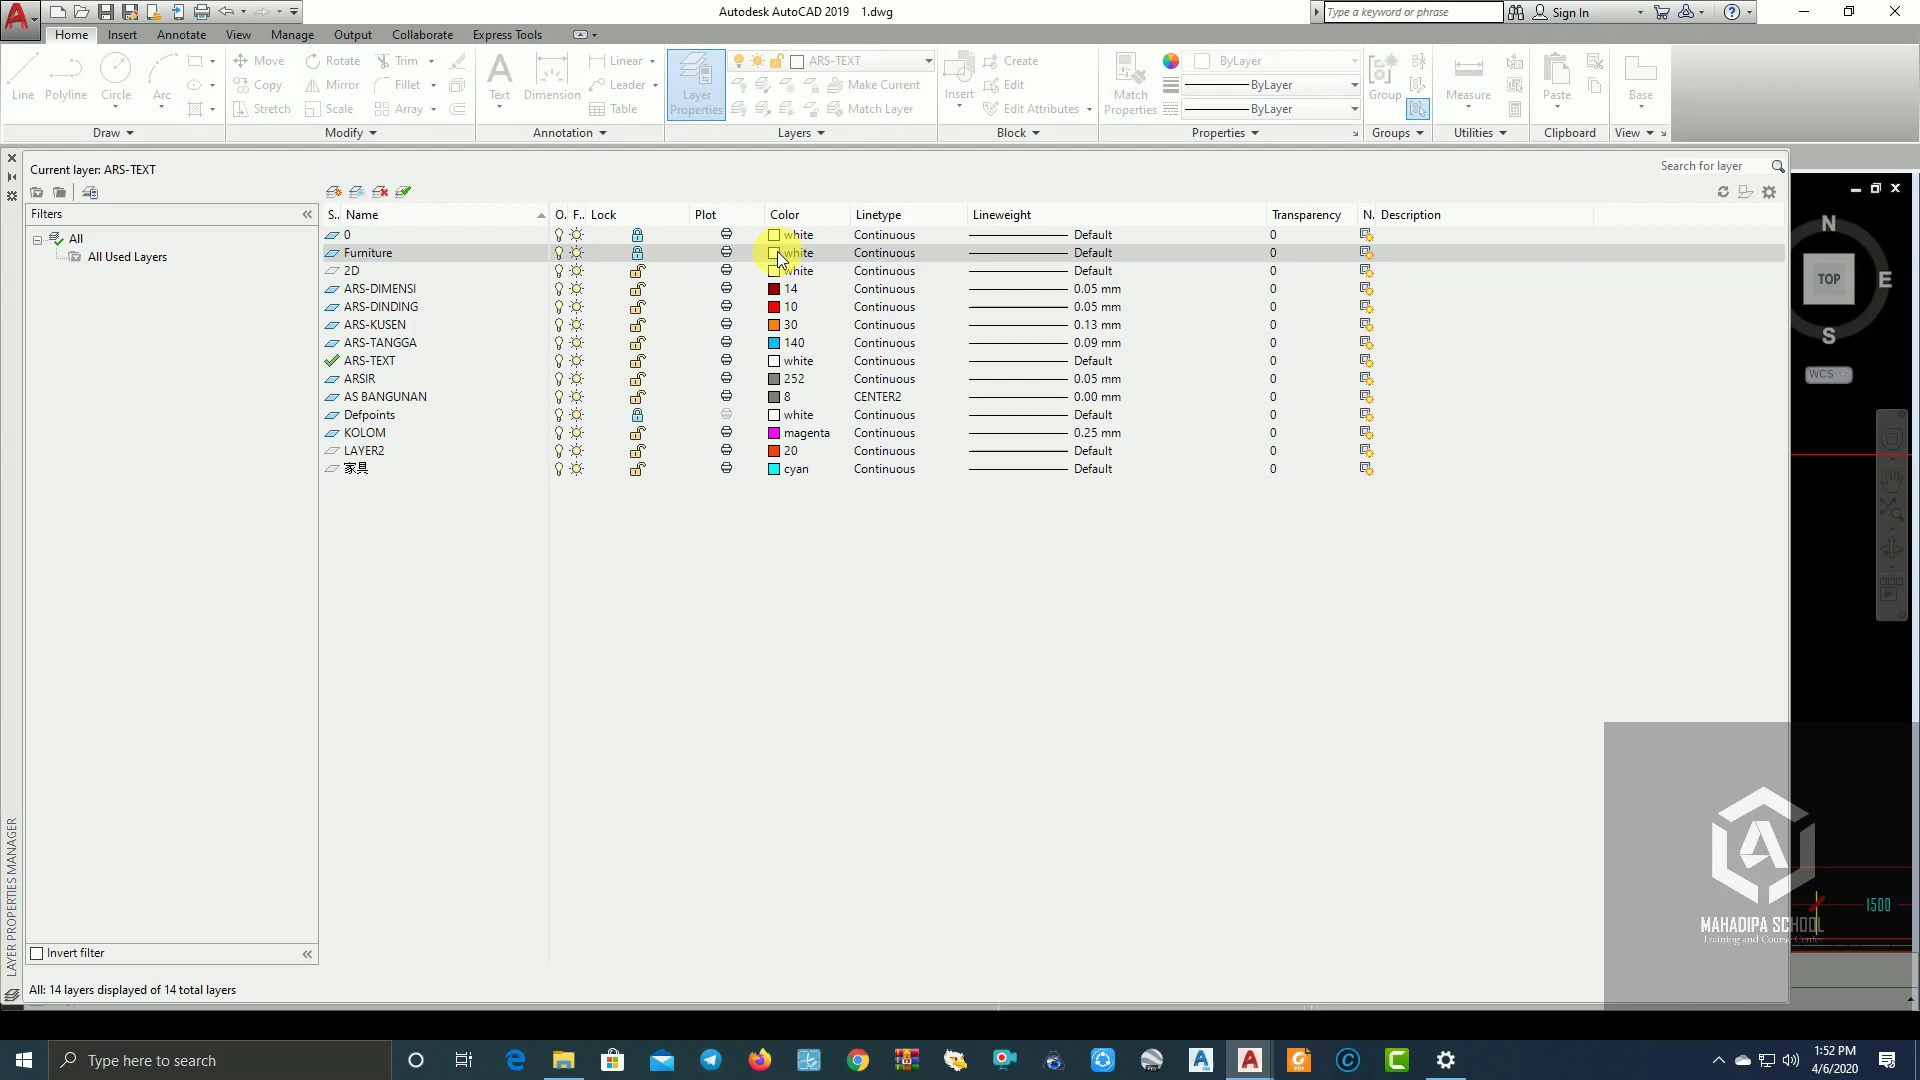 Autodesk AutoCAD 2019 1.dwg
Type a keyword or phrase
Sign In
Home Insert Annotate View Manage Output Collaborate Express Tools
Line Polyline Circle Arc
Move Rotate Trim
Copy Mirror Fillet
Stretch Scale Array
Text Dimension
Linear
Leader
Table
Layer Properties
ARS-TEXT
Make Current
Match Layer
Insert
Create
Edit
Edit Attributes
Match Properties
ByLayer
ByLayer
ByLayer
Group
Measure
Paste
Base
Draw Modify Annotation Layers Block Properties Groups Utilities Clipboard View
Current layer: ARS-TEXT
Search for layer
Filters
All
All Used Layers
S.. Name O. F.. Lock Plot Color Linetype Lineweight Transparency N. Description
0 white Continuous Default 0
Furniture white Continuous Default 0
2D white Continuous Default 0
ARS-DIMENSI 14 Continuous 0.05 mm 0
ARS-DINDING 10 Continuous 0.05 mm 0
ARS-KUSEN 30 Continuous 0.13 mm 0
ARS-TANGGA 140 Continuous 0.09 mm 0
ARS-TEXT white Continuous Default 0
ARSIR 252 Continuous 0.05 mm 0
AS BANGUNAN 8 CENTER2 0.00 mm 0
Defpoints white Continuous Default 0
KOLOM magenta Continuous 0.25 mm 0
LAYER2 20 Continuous Default 0
家具 cyan Continuous Default 0
N
TOP
E
S
WCS
1500
MAHADIPA SCHOOL
Training and Course Center
LAYER PROPERTIES MANAGER
Invert filter
All: 14 layers displayed of 14 total layers
Type here to search
1:52 PM
4/6/2020